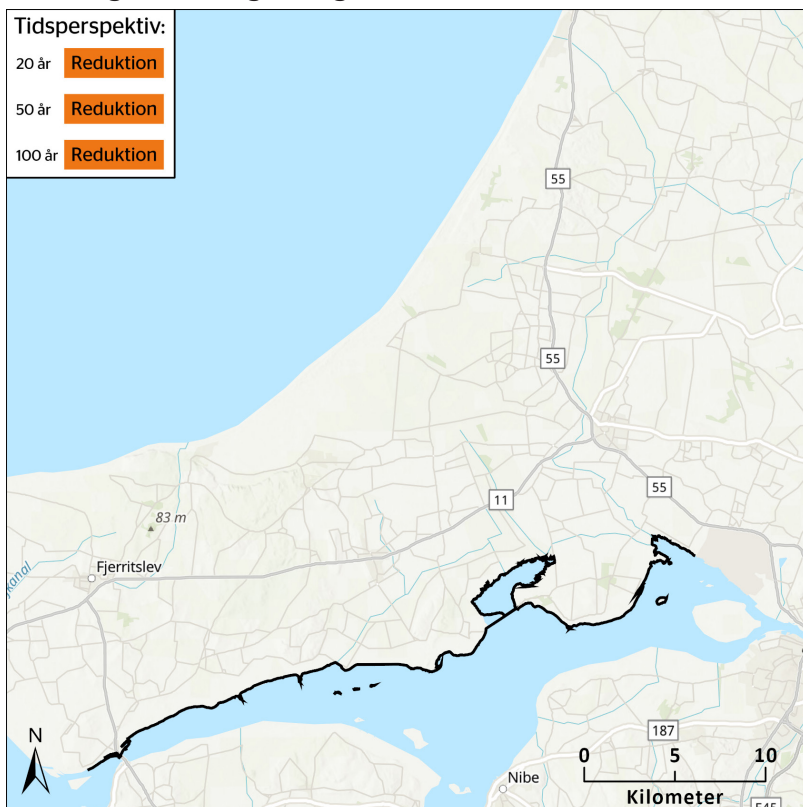 Tidsperspektiv:
20 år Reduktion
50 år Reduktion
100 år Reduktion
55
55
11
55
83 m
Fjerritslev
N
187
0 5 10
Kilometer
Nibe